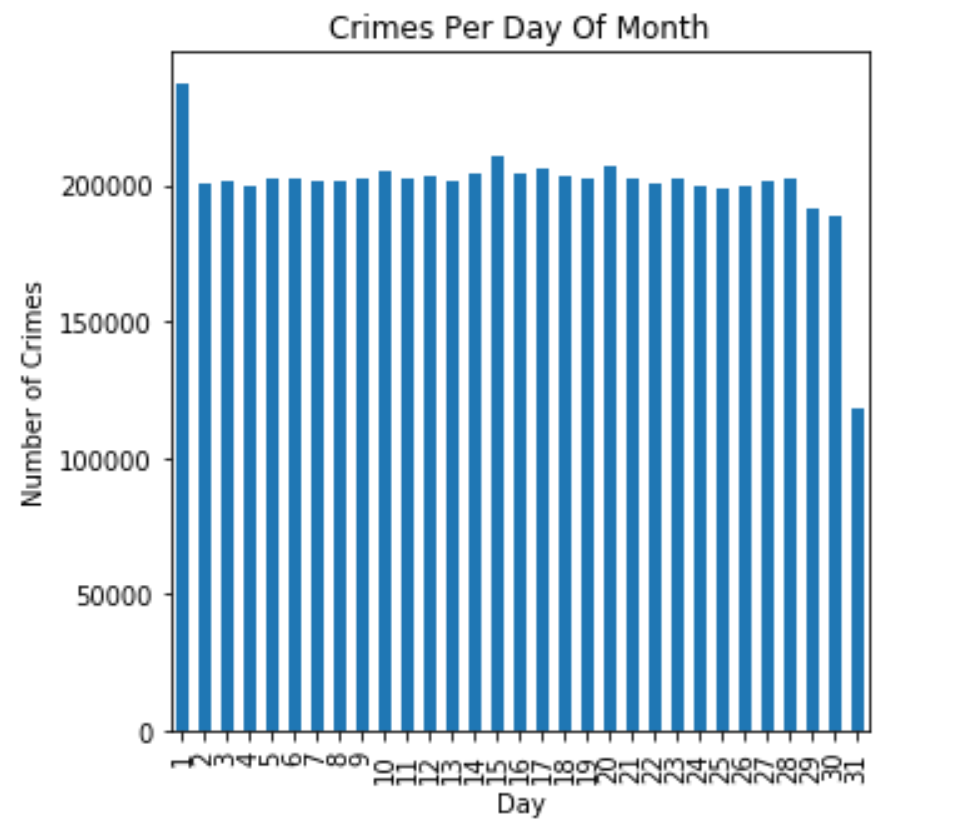 Crimes Per Day Of Month
Number of Crimes
200000
150000
100000
50000
0
1 2 3 4 5 6 7 8 9 10 11 12 13 14 15 16 17 18 19 20 21 22 23 24 25 26 27 28 29 30 31
Day